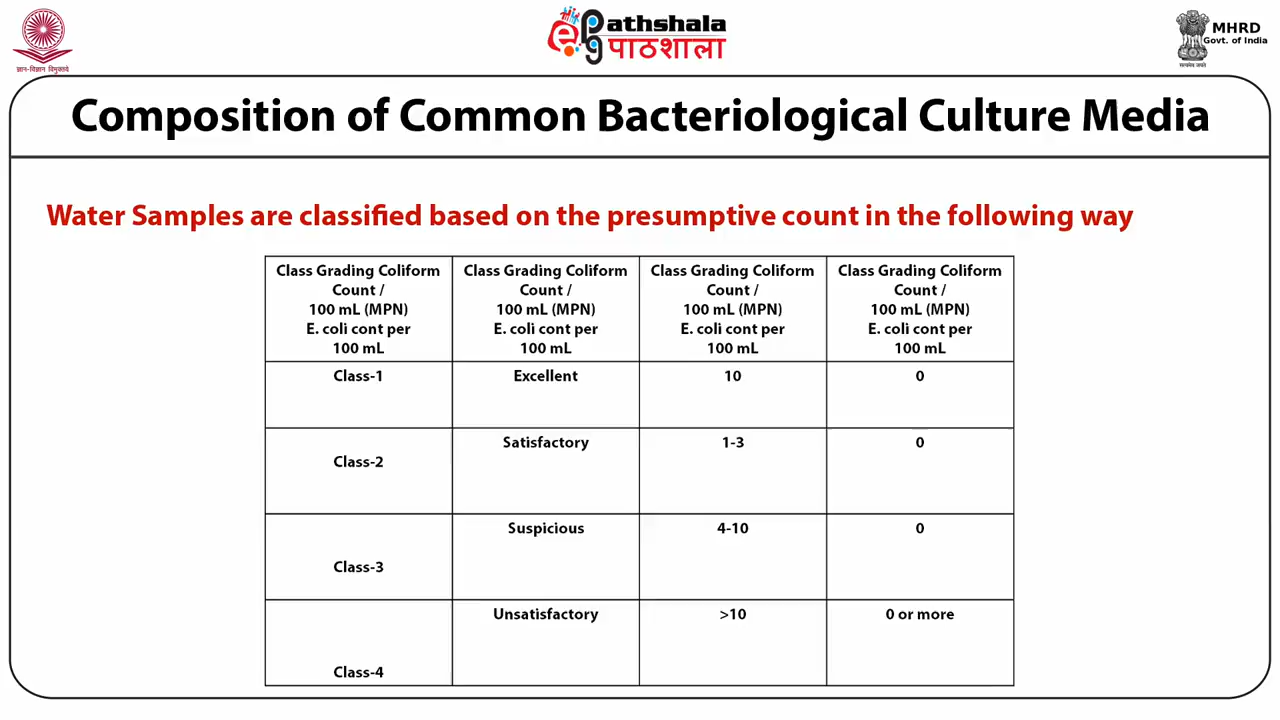 ज्ञान-विज्ञान विमुक्तये
ePG Pathshala
पाठशाला
सत्यमेव जयते
MHRD
Govt. of India
Composition of Common Bacteriological Culture Media
Water Samples are classified based on the presumptive count in the following way
Class Grading Coliform Class Grading Coliform Class Grading Coliform Class Grading Coliform
Count / Count / Count / Count /
100 mL (MPN) 100 mL (MPN) 100 mL (MPN) 100 mL (MPN)
E. coli cont per E. coli cont per E. coli cont per E. coli cont per
100 mL 100 mL 100 mL 100 mL
Class-1 Excellent 10 0
Satisfactory 1-3 0
Class-2
Suspicious 4-10 0
Class-3
Unsatisfactory >10 0 or more
Class-4